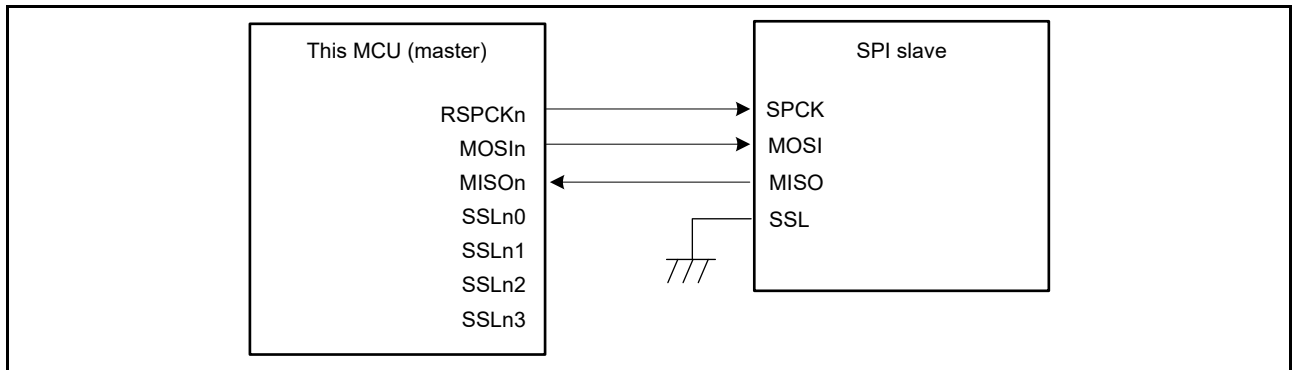 This MCU (master)
RSPCKn
MOSIn
MISOn
SSLn0
SSLn1
SSLn2
SSLn3
SPI slave
SPCK
MOSI
MISO
SSL